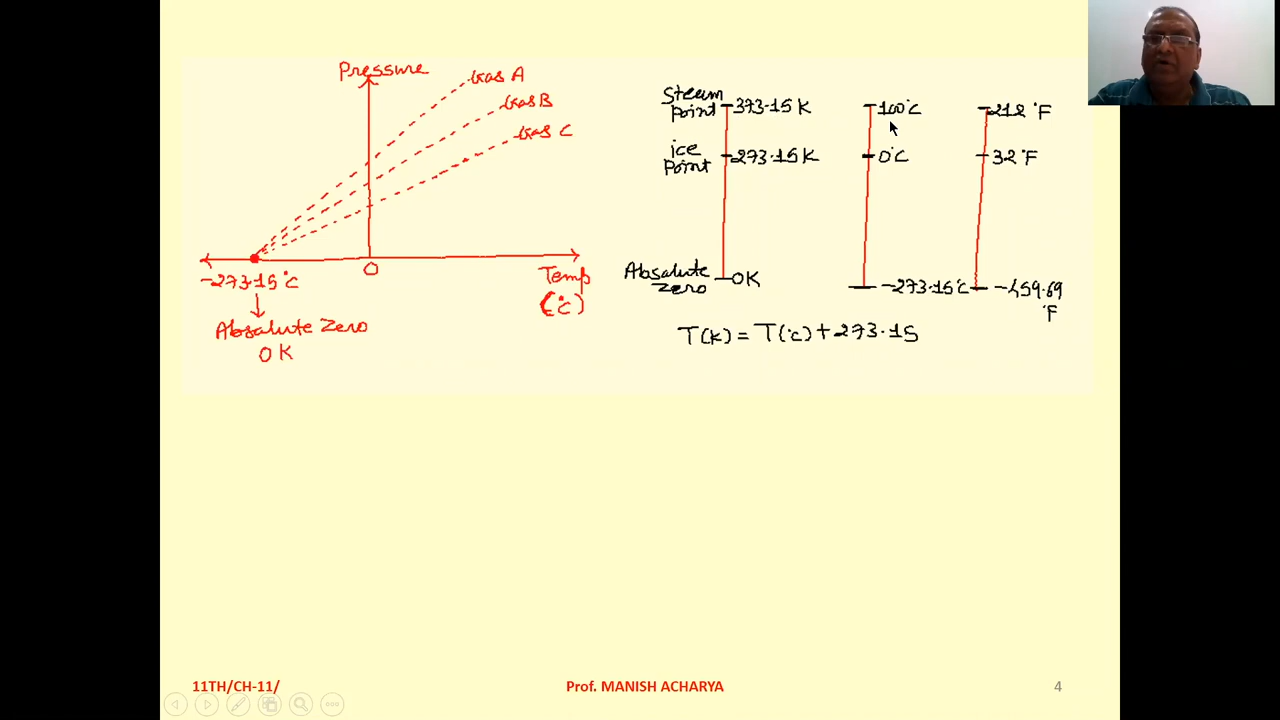 Pressure
Gas A
Gas B
Gas C
-273.15°C
0
Temp
(°C)
Absolute Zero
0 K
Steam
Point
373.15 K
100°C
212 °F
ice
Point
273.15 K
0°C
32 °F
Absolute
Zero
0 K
-273.15°C
-459.69
°F
T(K) = T(°C) + 273.15
11TH/CH-11/
Prof. MANISH ACHARYA
4